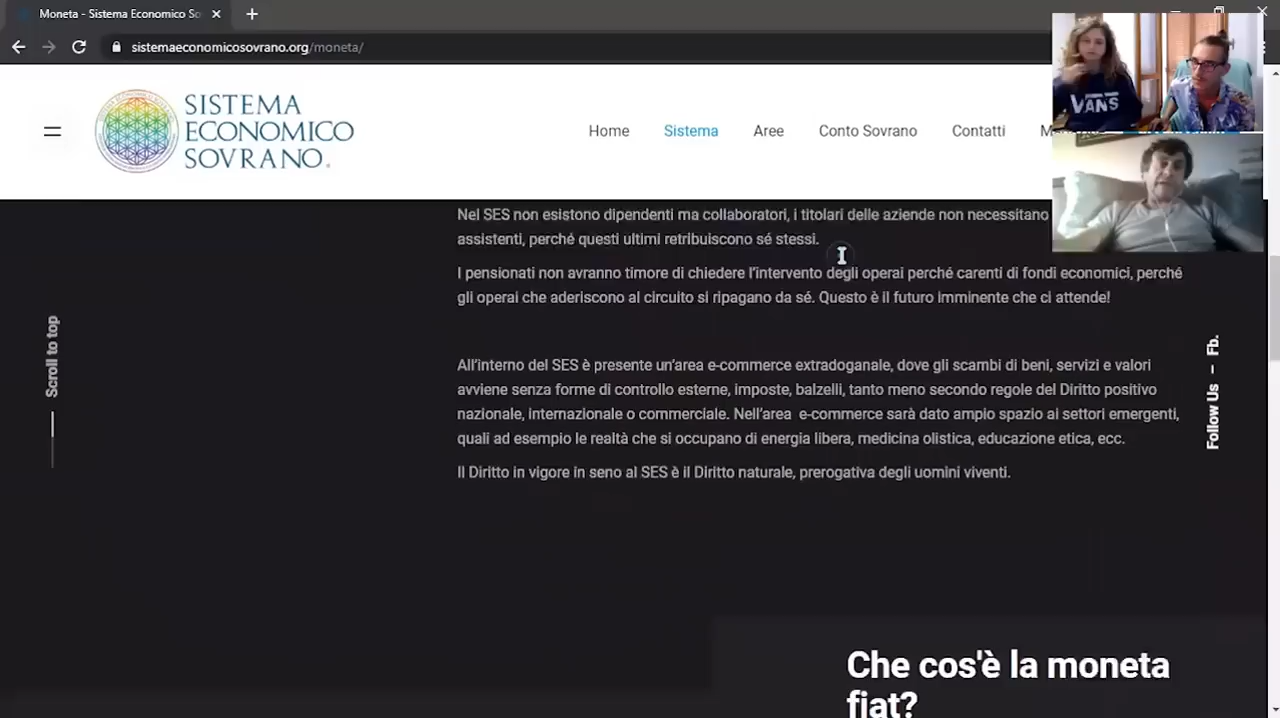 Moneta - Sistema Economico So
sistemaeconomicosovrano.org/moneta/
SISTEMA
ECONOMICO
SOVRANO
Home
Sistema
Aree
Conto Sovrano
Contatti
VANS
Nel SES non esistono dipendenti ma collaboratori, i titolari delle aziende non necessitano
assistenti, perché questi ultimi retribuiscono sé stessi.
I pensionati non avranno timore di chiedere l'intervento degli operai perché carenti di fondi economici, perché
gli operai che aderiscono al circuito si ripagano da sé. Questo è il futuro imminente che ci attende!
All'interno del SES è presente un'area e-commerce extradoganale, dove gli scambi di beni, servizi e valori
avviene senza forme di controllo esterne, imposte, balzelli, tanto meno secondo regole del Diritto positivo
nazionale, internazionale o commerciale. Nell'area e-commerce sarà dato ampio spazio ai settori emergenti,
quali ad esempio le realtà che si occupano di energia libera, medicina olistica, educazione etica, ecc.
Il Diritto in vigore in seno al SES è il Diritto naturale, prerogativa degli uomini viventi.
Scroll to top
Follow Us – Fb.
Che cos'è la moneta
fiat?